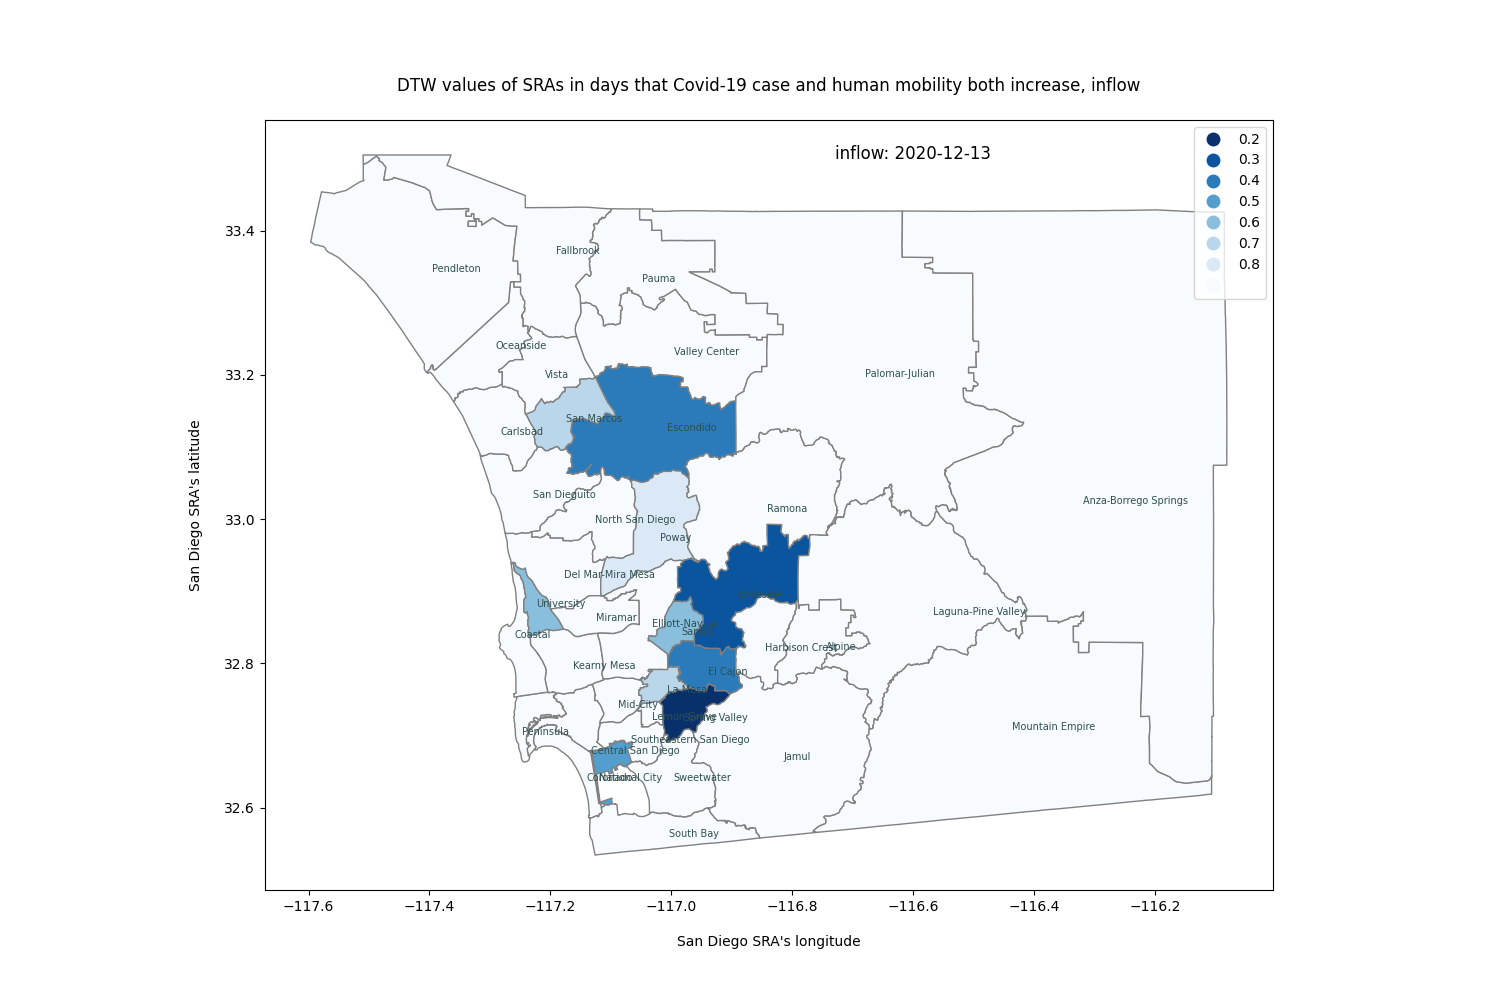 DTW values of SRAs in days that Covid-19 case and human mobility both increase, inflow
inflow: 2020-12-13
0.2
0.3
0.4
0.5
0.6
0.7
0.8
33.4
33.2
33.0
32.8
32.6
San Diego SRA's latitude
Fallbrook
Pendleton
Pauma
Oceanside
Valley Center
Vista
Palomar-Julian
San Marcos
Escondido
Carlsbad
San Dieguito
Anza-Borrego Springs
Ramona
North San Diego
Poway
Del Mar-Mira Mesa
University
Miramar
Laguna-Pine Valley
Elliott-Navajo
Santee
Coastal
Harbison Crest
Alpine
Kearny Mesa
El Cajon
La Mesa
Mid-City
Lemon Grove
Spring Valley
Mountain Empire
Peninsula
Southeastern San Diego
Central San Diego
Jamul
Coronado
National City
Sweetwater
South Bay
−117.6
−117.4
−117.2
−117.0
−116.8
−116.6
−116.4
−116.2
San Diego SRA's longitude